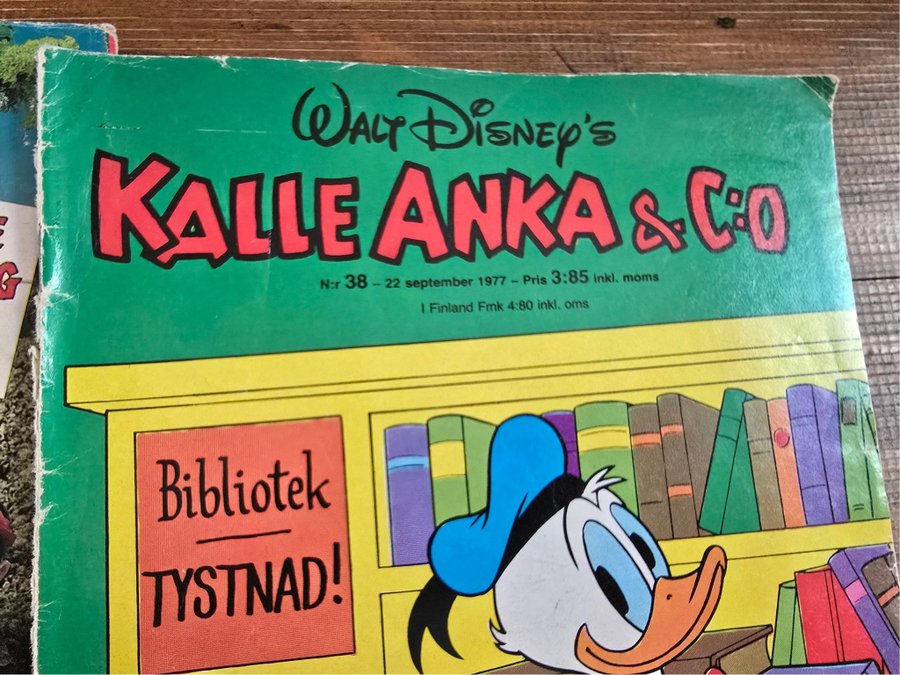 WALT DISNEY'S
KALLE ANKA & C:O
N:r 38 – 22 september 1977 – Pris 3:85 inkl. moms
I Finland Fmk 4:80 inkl. oms
Bibliotek
TYSTNAD!